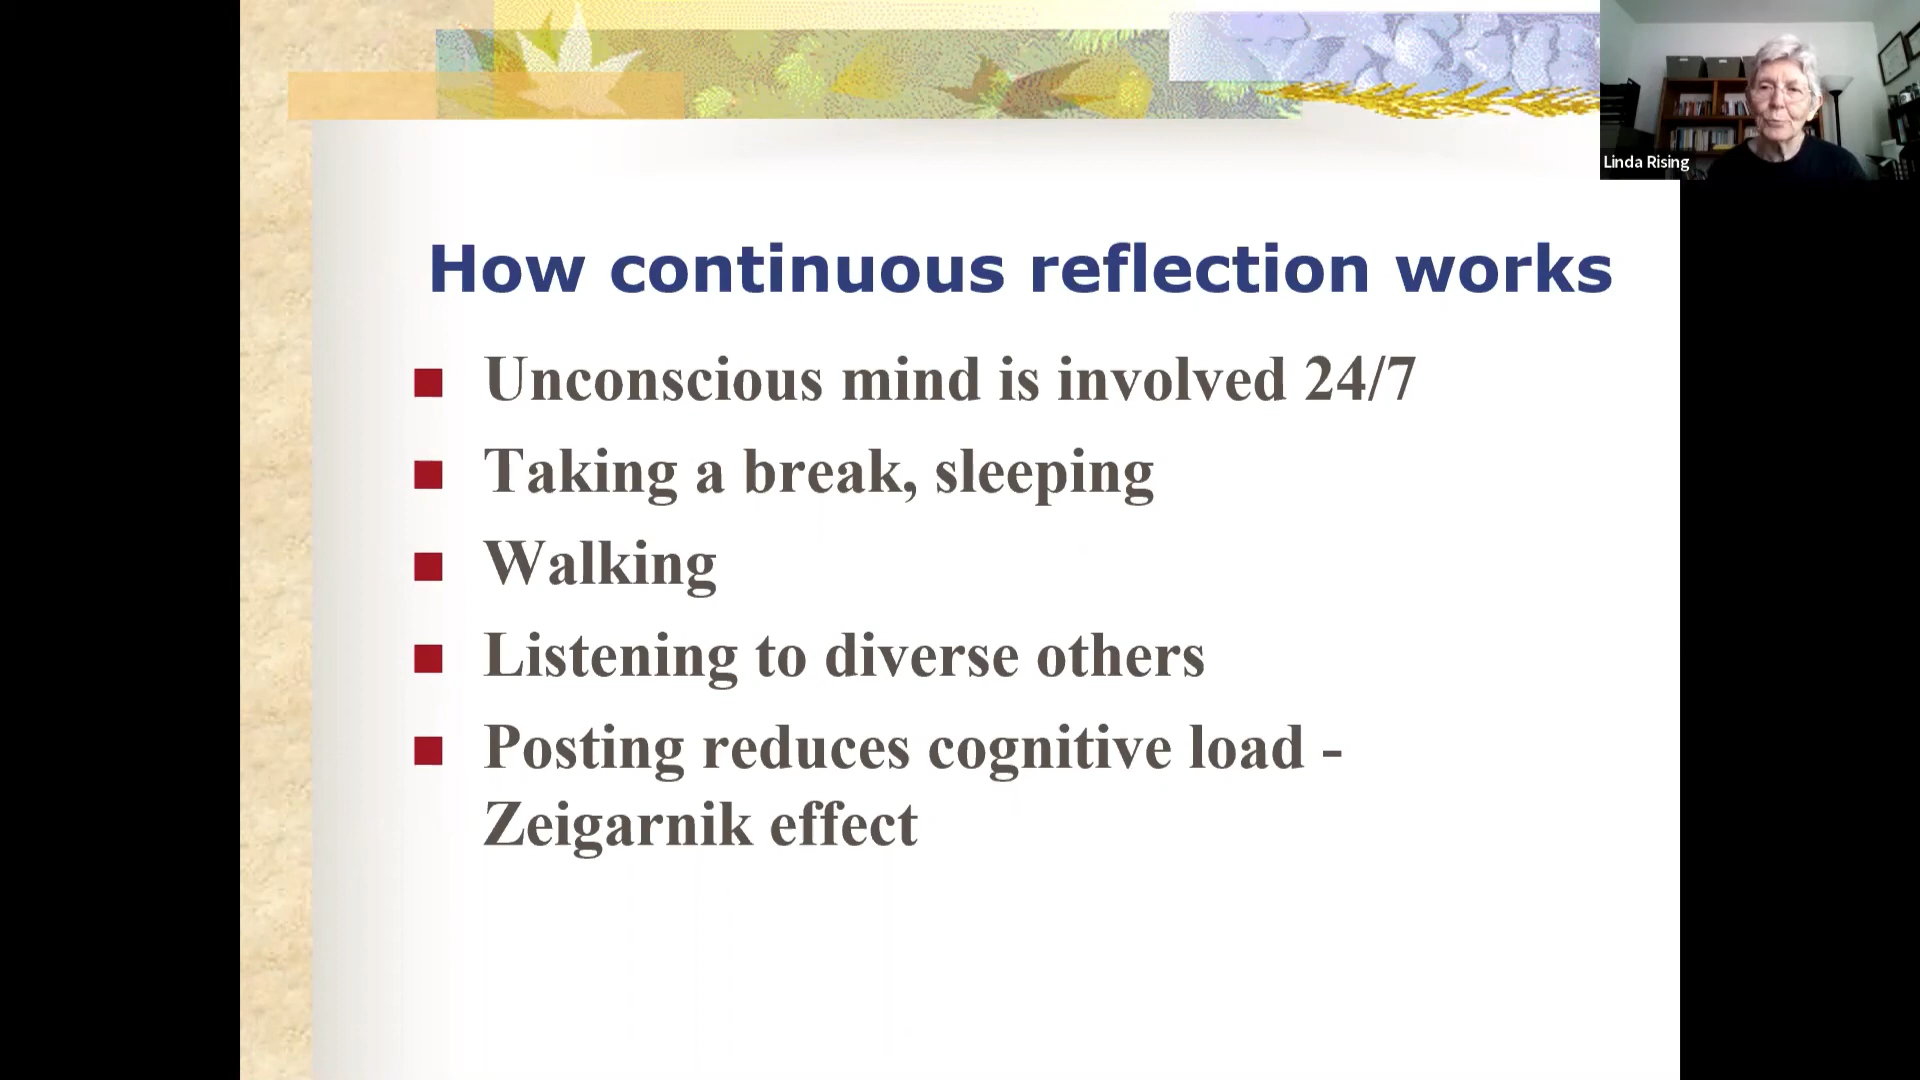 Linda Rising
How continuous reflection works
Unconscious mind is involved 24/7
Taking a break, sleeping
Walking
Listening to diverse others
Posting reduces cognitive load -
Zeigarnik effect